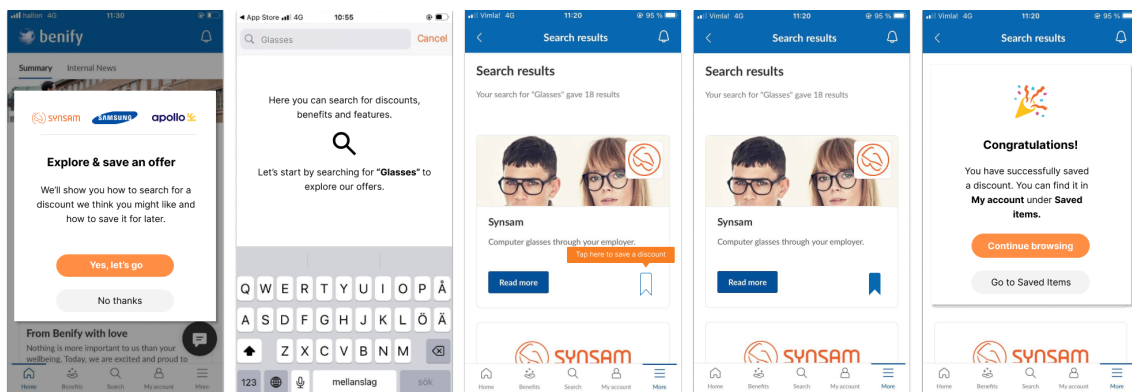 hallon 4G 11:30
benify
Summary Internal News
SYNSAM SAMSUNG apollo
Explore & save an offer
We'll show you how to search for a
discount we think you might like and
how to save it for later.
Yes, let's go
No thanks
From Benify with love
Nothing is more important to us than your
wellbeing. Today, we are excited and proud to
Home Benefits Search My account More
App Store 4G 10:55
Glasses Cancel
Here you can search for discounts,
benefits and features.
Let's start by searching for "Glasses" to
explore our offers.
Q W E R T Y U I O P Å
A S D F G H J K L Ö Ä
Z X C V B N M
123 mellanslag sök
Vimla! 4G 11:20 95 %
Search results
Search results
Your search for "Glasses" gave 18 results
Synsam
Computer glasses through your employer.
Tap here to save a discount
Read more
SYNSAM
Home Benefits Search My account More
Vimla! 4G 11:20 95 %
Search results
Search results
Your search for "Glasses" gave 18 results
Synsam
Computer glasses through your employer.
Read more
SYNSAM
Home Benefits Search My account More
Vimla! 4G 11:20 95 %
Search results
Congratulations!
You have successfully saved
a discount. You can find it in
My account under Saved
items.
Continue browsing
Go to Saved Items
SYNSAM
Home Benefits Search My account More